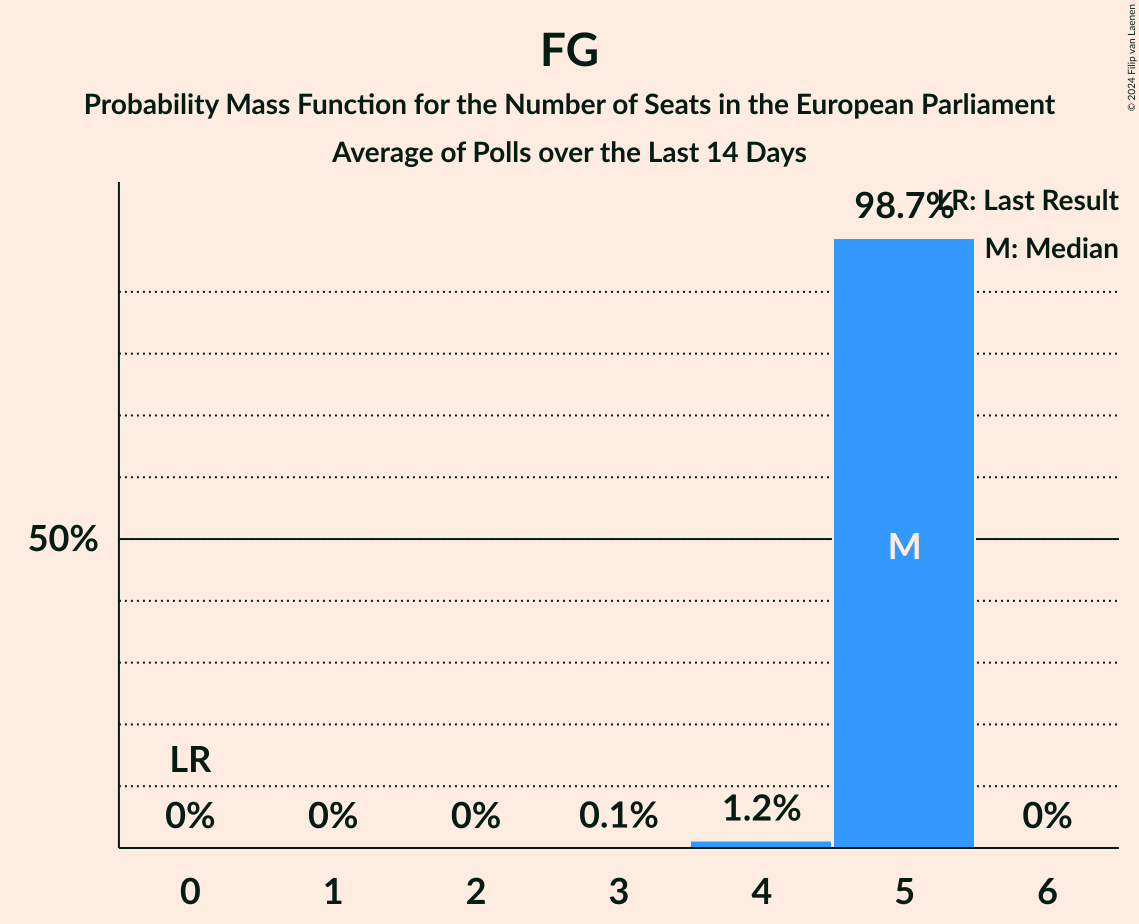 FG
Probability Mass Function for the Number of Seats in the European Parliament
Average of Polls over the Last 14 Days
© 2024 Filip van Laenen
98.7%
LR: Last Result
M: Median
50%
M
LR
0%
0%
0%
0.1%
1.2%
0%
0
1
2
3
4
5
6